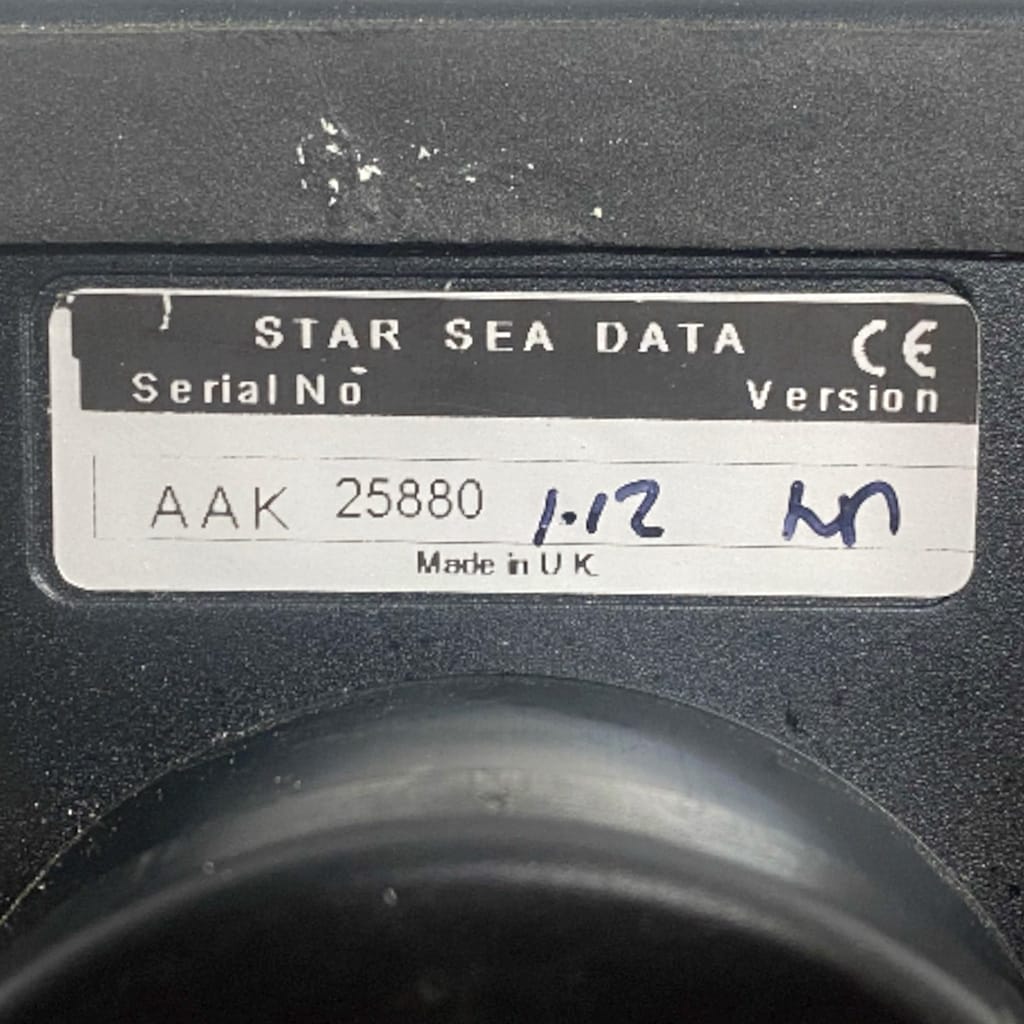 STAR SEA DATA CE
Serial No Version
AAK 25880 1.12
Made in U K